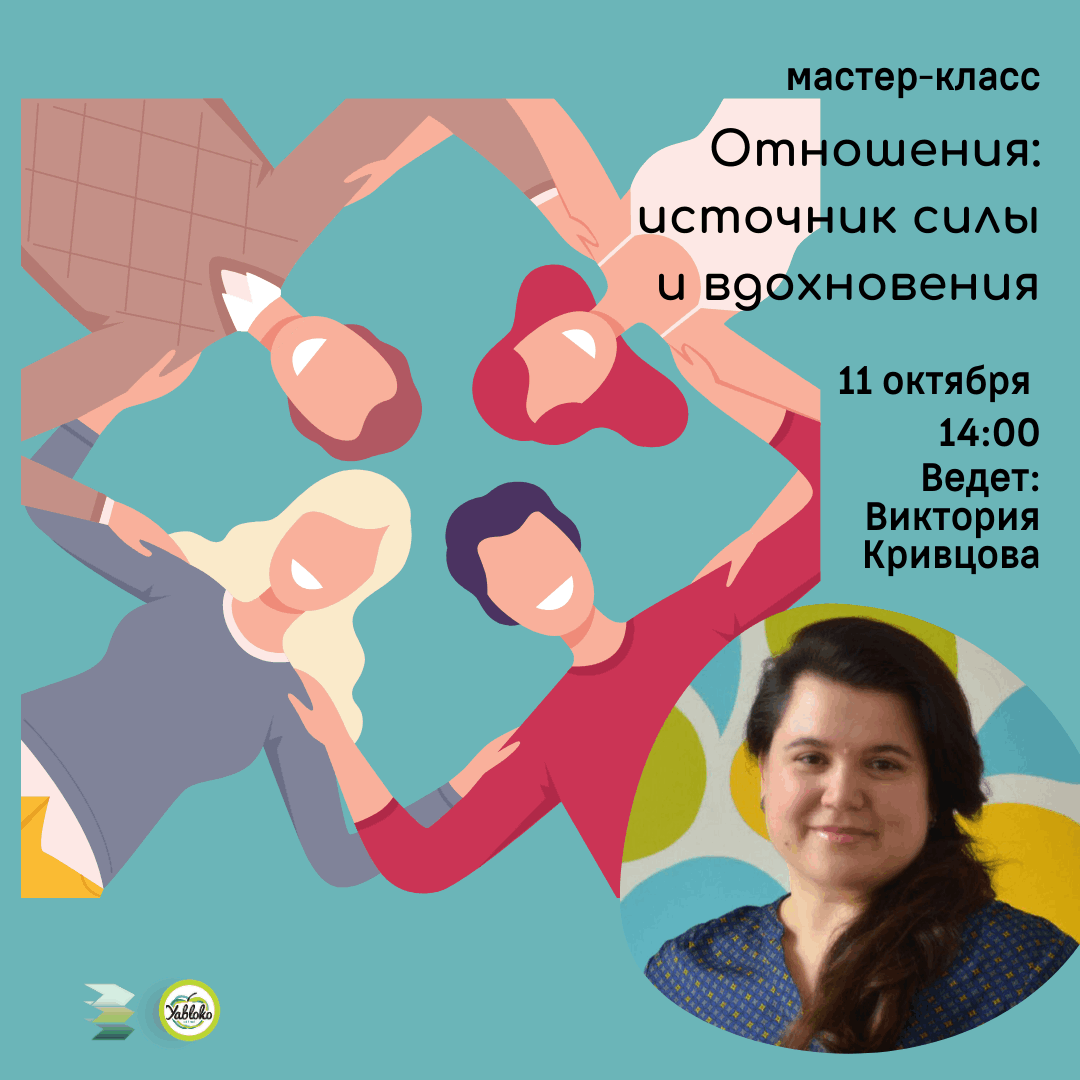 мастер-класс
Отношения:
источник силы
и вдохновения
11 октября
14:00
Ведет:
Виктория
Кривцова
Yabloko